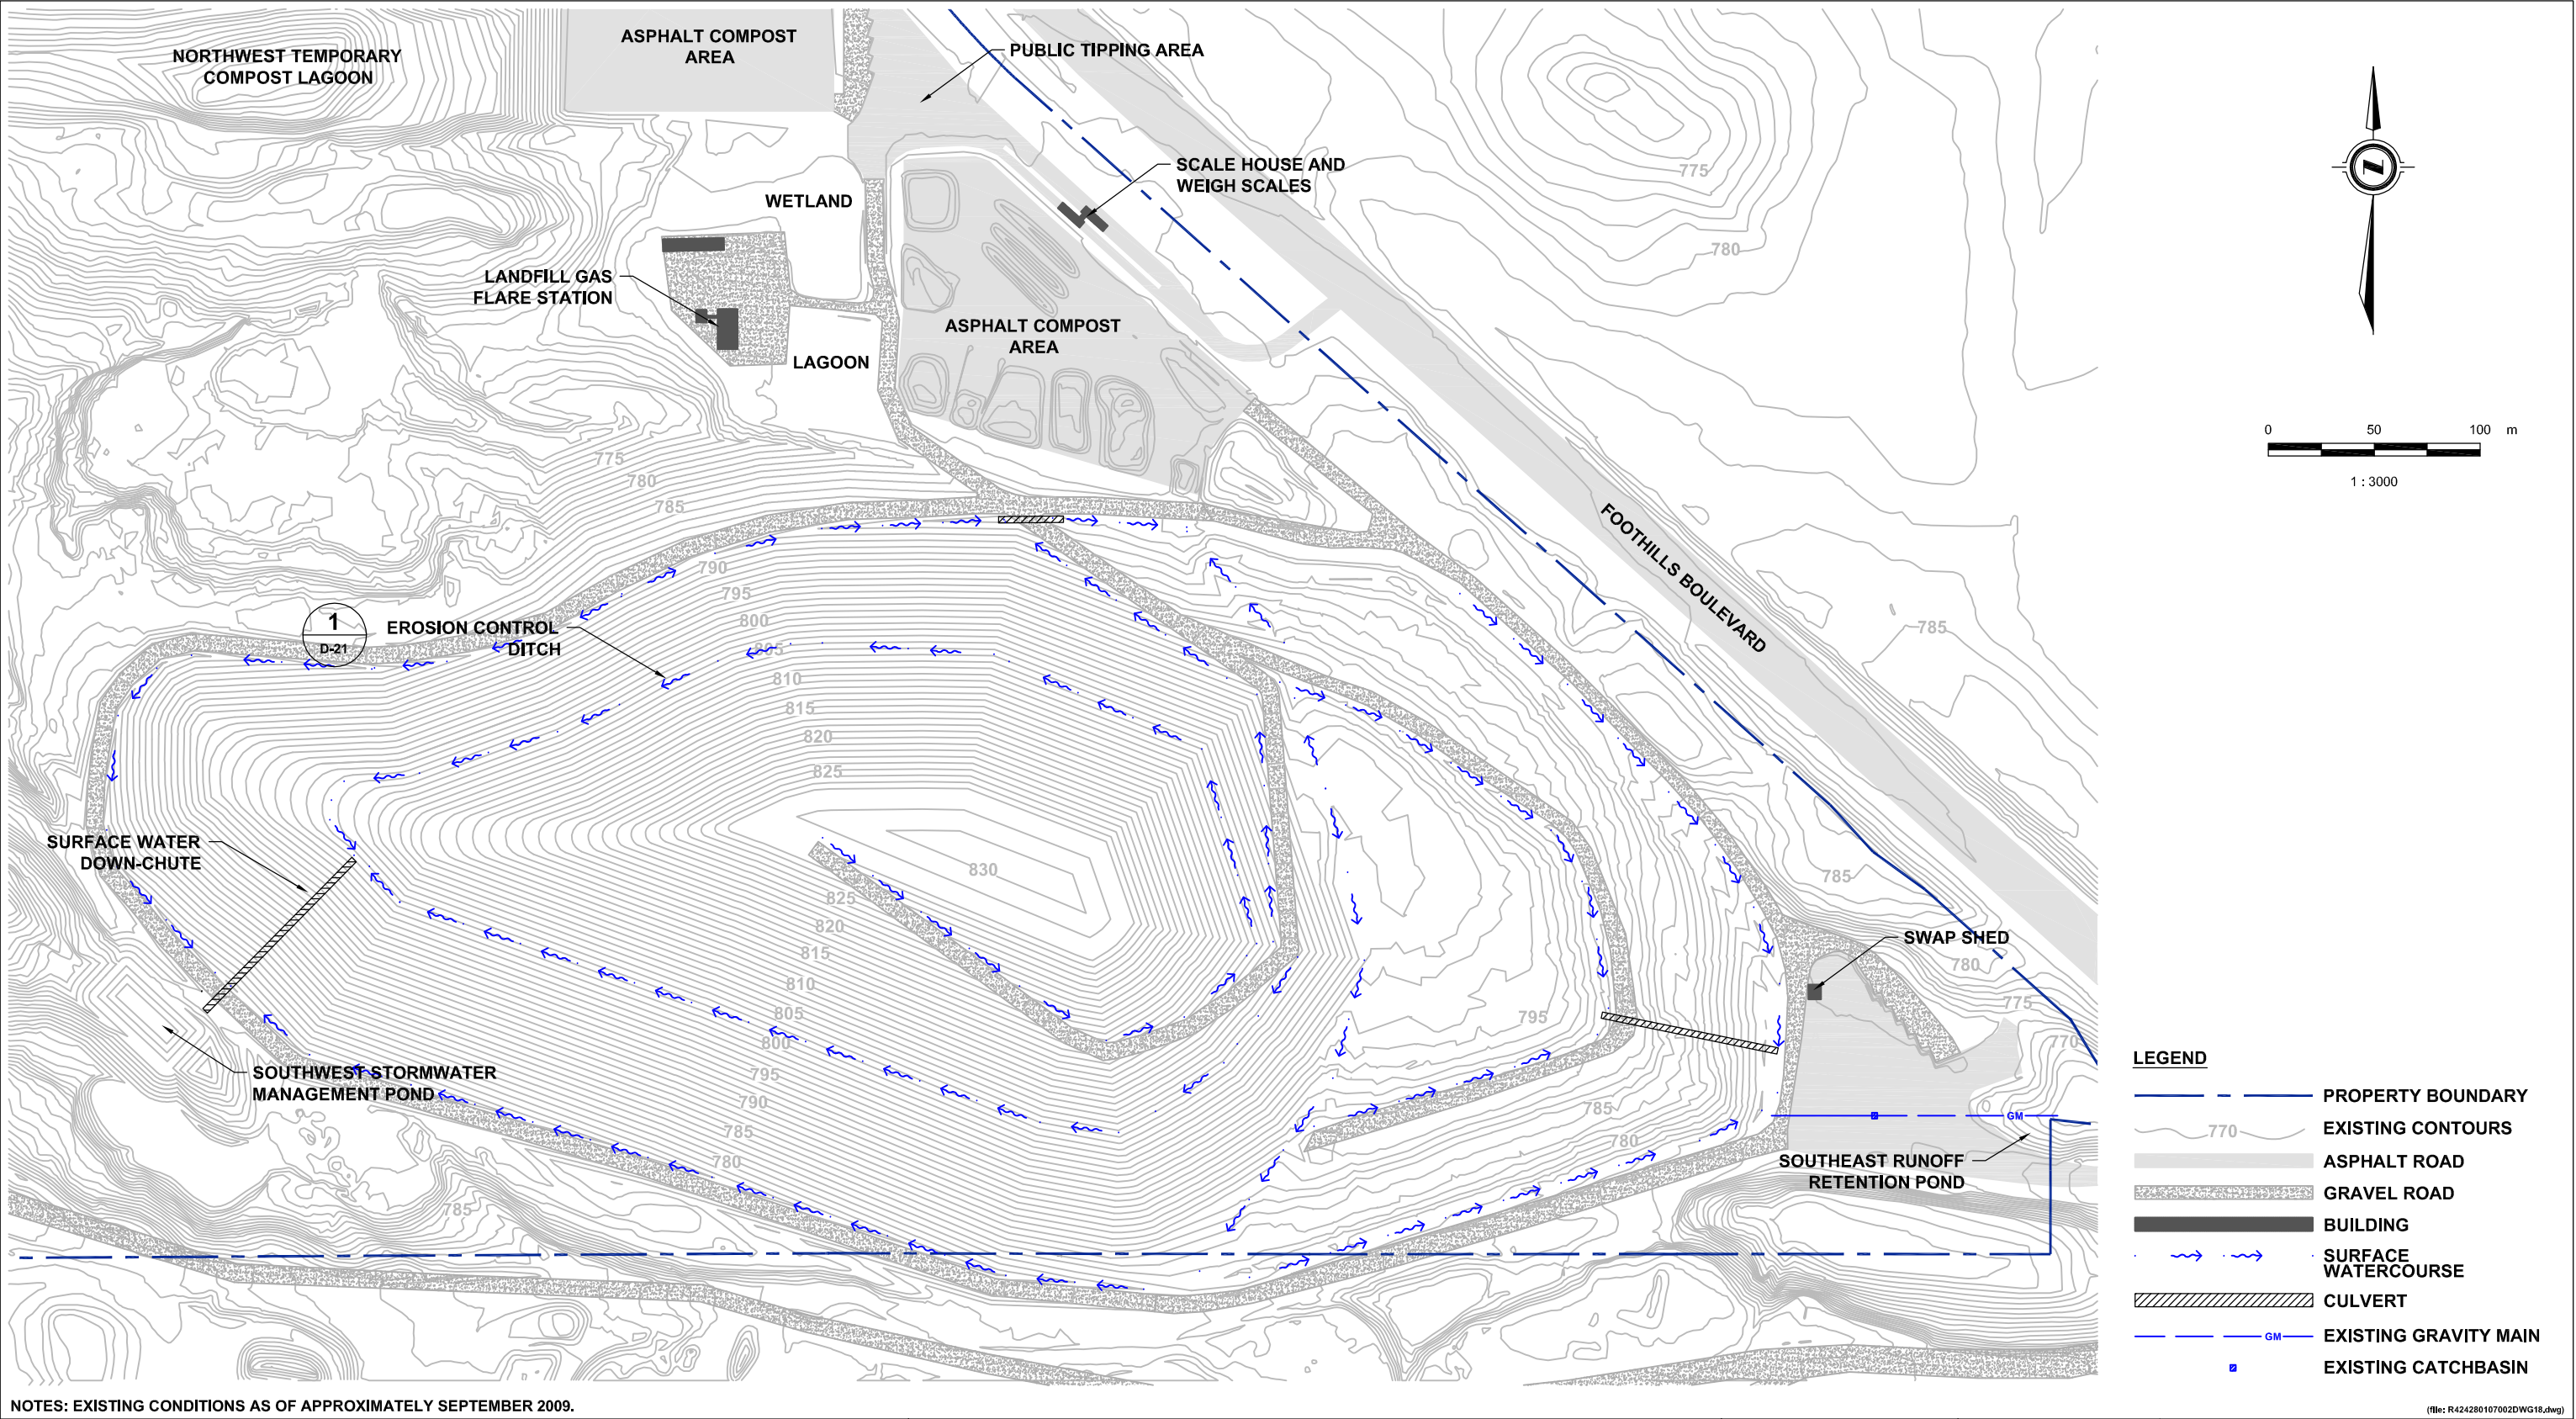 NORTHWEST TEMPORARY
COMPOST LAGOON
ASPHALT COMPOST
AREA
PUBLIC TIPPING AREA
SCALE HOUSE AND
WEIGH SCALES
775
780
WETLAND
LANDFILL GAS
FLARE STATION
LAGOON
ASPHALT COMPOST
AREA
N
0 50 100 m
1 : 3000
775
780
785
FOOTHILLS BOULEVARD
790
795
800
805
810
815
820
825
830
1
D-21
EROSION CONTROL
DITCH
785
785
SURFACE WATER
DOWN-CHUTE
825
820
815
810
805
800
795
790
785
780
SWAP SHED
780
775
770
795
785
780
SOUTHWEST STORMWATER
MANAGEMENT POND
785
SOUTHEAST RUNOFF
RETENTION POND
GM
LEGEND
PROPERTY BOUNDARY
770
EXISTING CONTOURS
ASPHALT ROAD
GRAVEL ROAD
BUILDING
SURFACE
WATERCOURSE
CULVERT
GM
EXISTING GRAVITY MAIN
EXISTING CATCHBASIN
NOTES: EXISTING CONDITIONS AS OF APPROXIMATELY SEPTEMBER 2009.
(file: R424280107002DWG18.dwg)